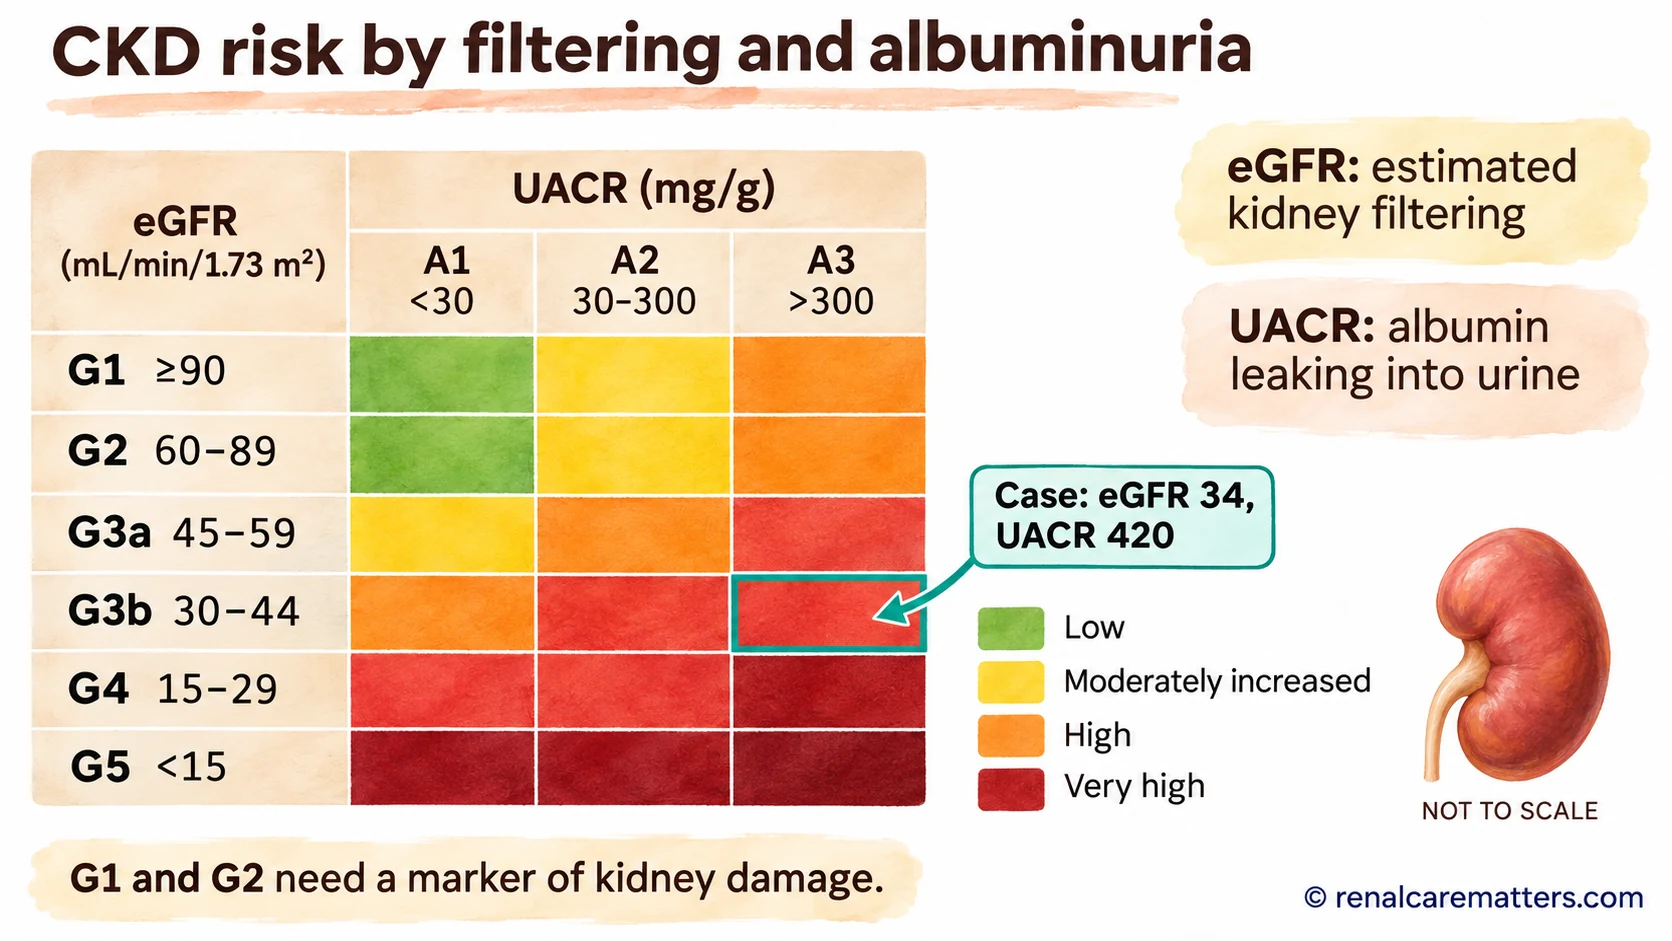 CKD risk by filtering and albuminuria
eGFR
(mL/min/1.73 m²)
UACR (mg/g)
A1
<30
A2
30–300
A3
>300
G1 ≥90
G2 60–89
G3a 45–59
G3b 30–44
G4 15–29
G5 <15
eGFR: estimated
kidney filtering
UACR: albumin
leaking into urine
Case: eGFR 34,
UACR 420
Low
Moderately increased
High
Very high
NOT TO SCALE
G1 and G2 need a marker of kidney damage.
© renalcarematters.com